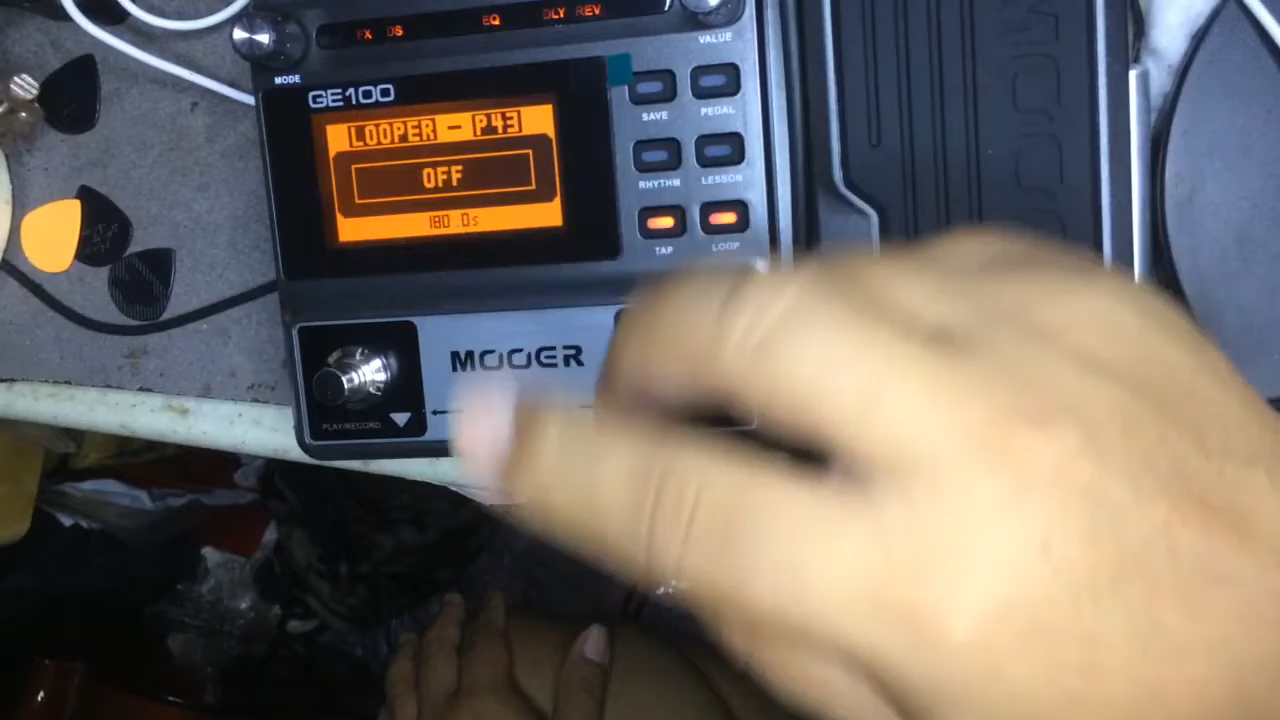 FX DS EQ DLY REV
VALUE
MODE
GE100
LOOPER - P43
OFF
180.0s
SAVE PEDAL
RHYTHM LESSON
TAP LOOP
MOOER
PLAY/RECORD